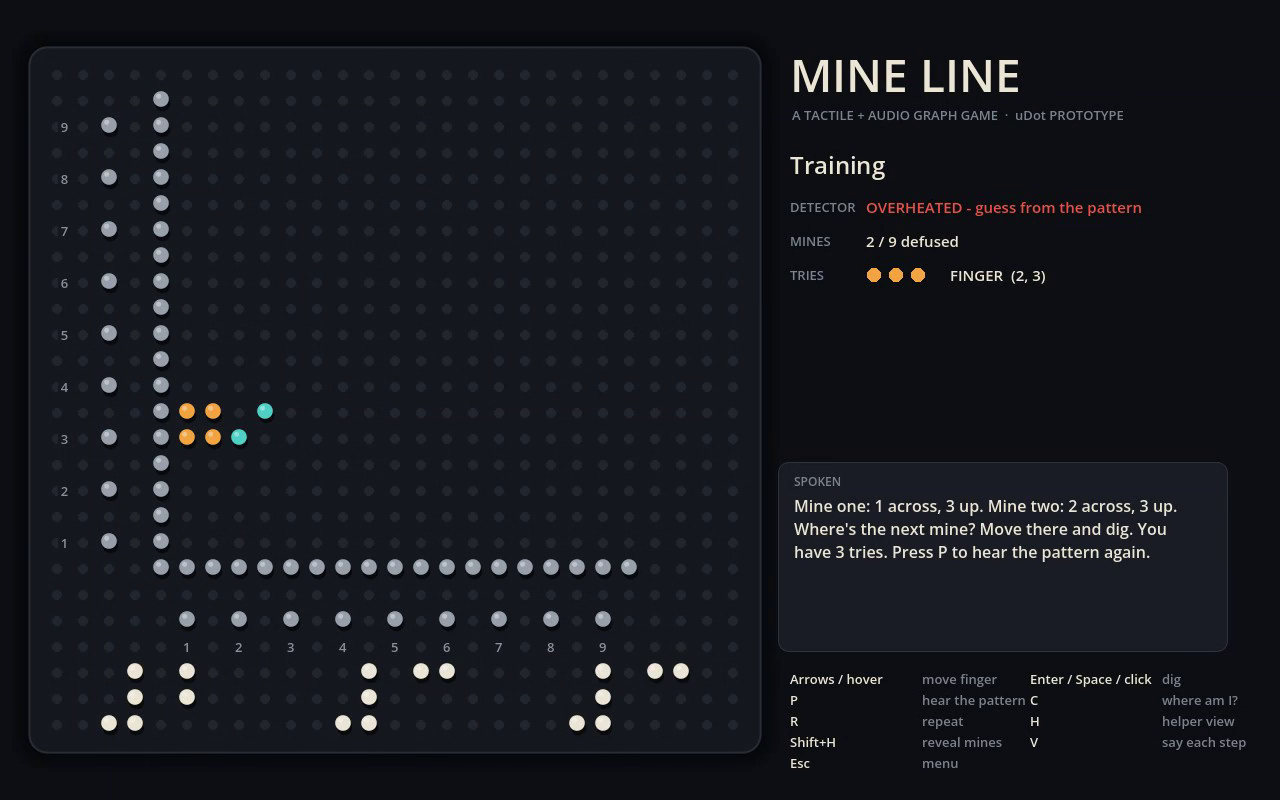 MINE LINE
A TACTILE + AUDIO GRAPH GAME · uDot PROTOTYPE
Training
DETECTOR OVERHEATED - guess from the pattern
MINES 2 / 9 defused
TRIES FINGER (2, 3)
9
8
7
6
5
4
3
2
1
1 2 3 4 5 6 7 8 9
SPOKEN
Mine one: 1 across, 3 up. Mine two: 2 across, 3 up.
Where's the next mine? Move there and dig. You
have 3 tries. Press P to hear the pattern again.
Arrows / hover move finger Enter / Space / click dig
P hear the pattern C where am I?
R repeat H helper view
Shift+H reveal mines V say each step
Esc menu